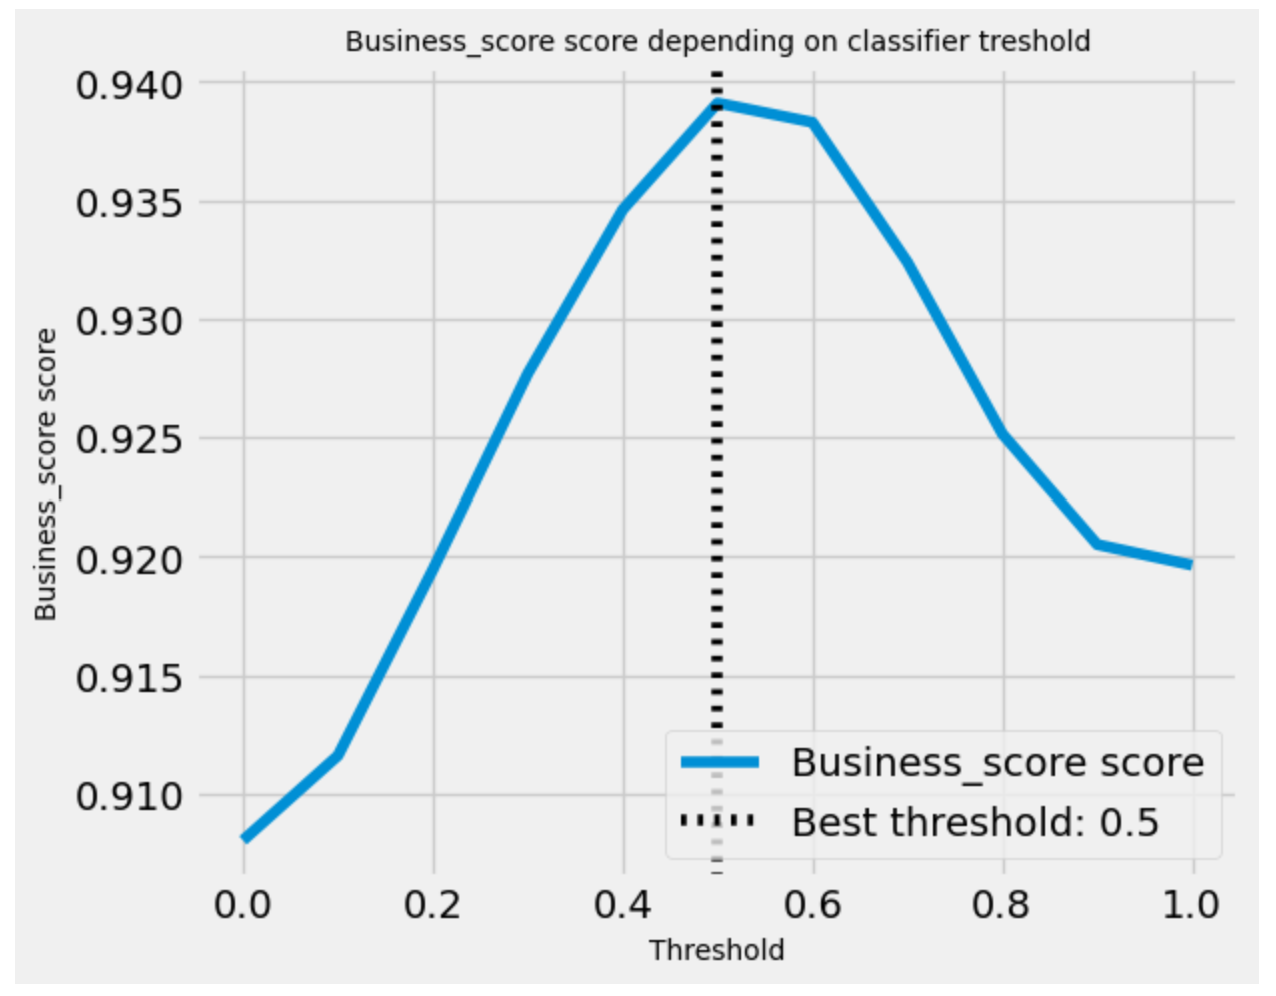 Business_score score depending on classifier treshold
0.940
0.935
0.930
0.925
0.920
0.915
0.910
Business_score score
Business_score score
Best threshold: 0.5
0.0 0.2 0.4 0.6 0.8 1.0
Threshold